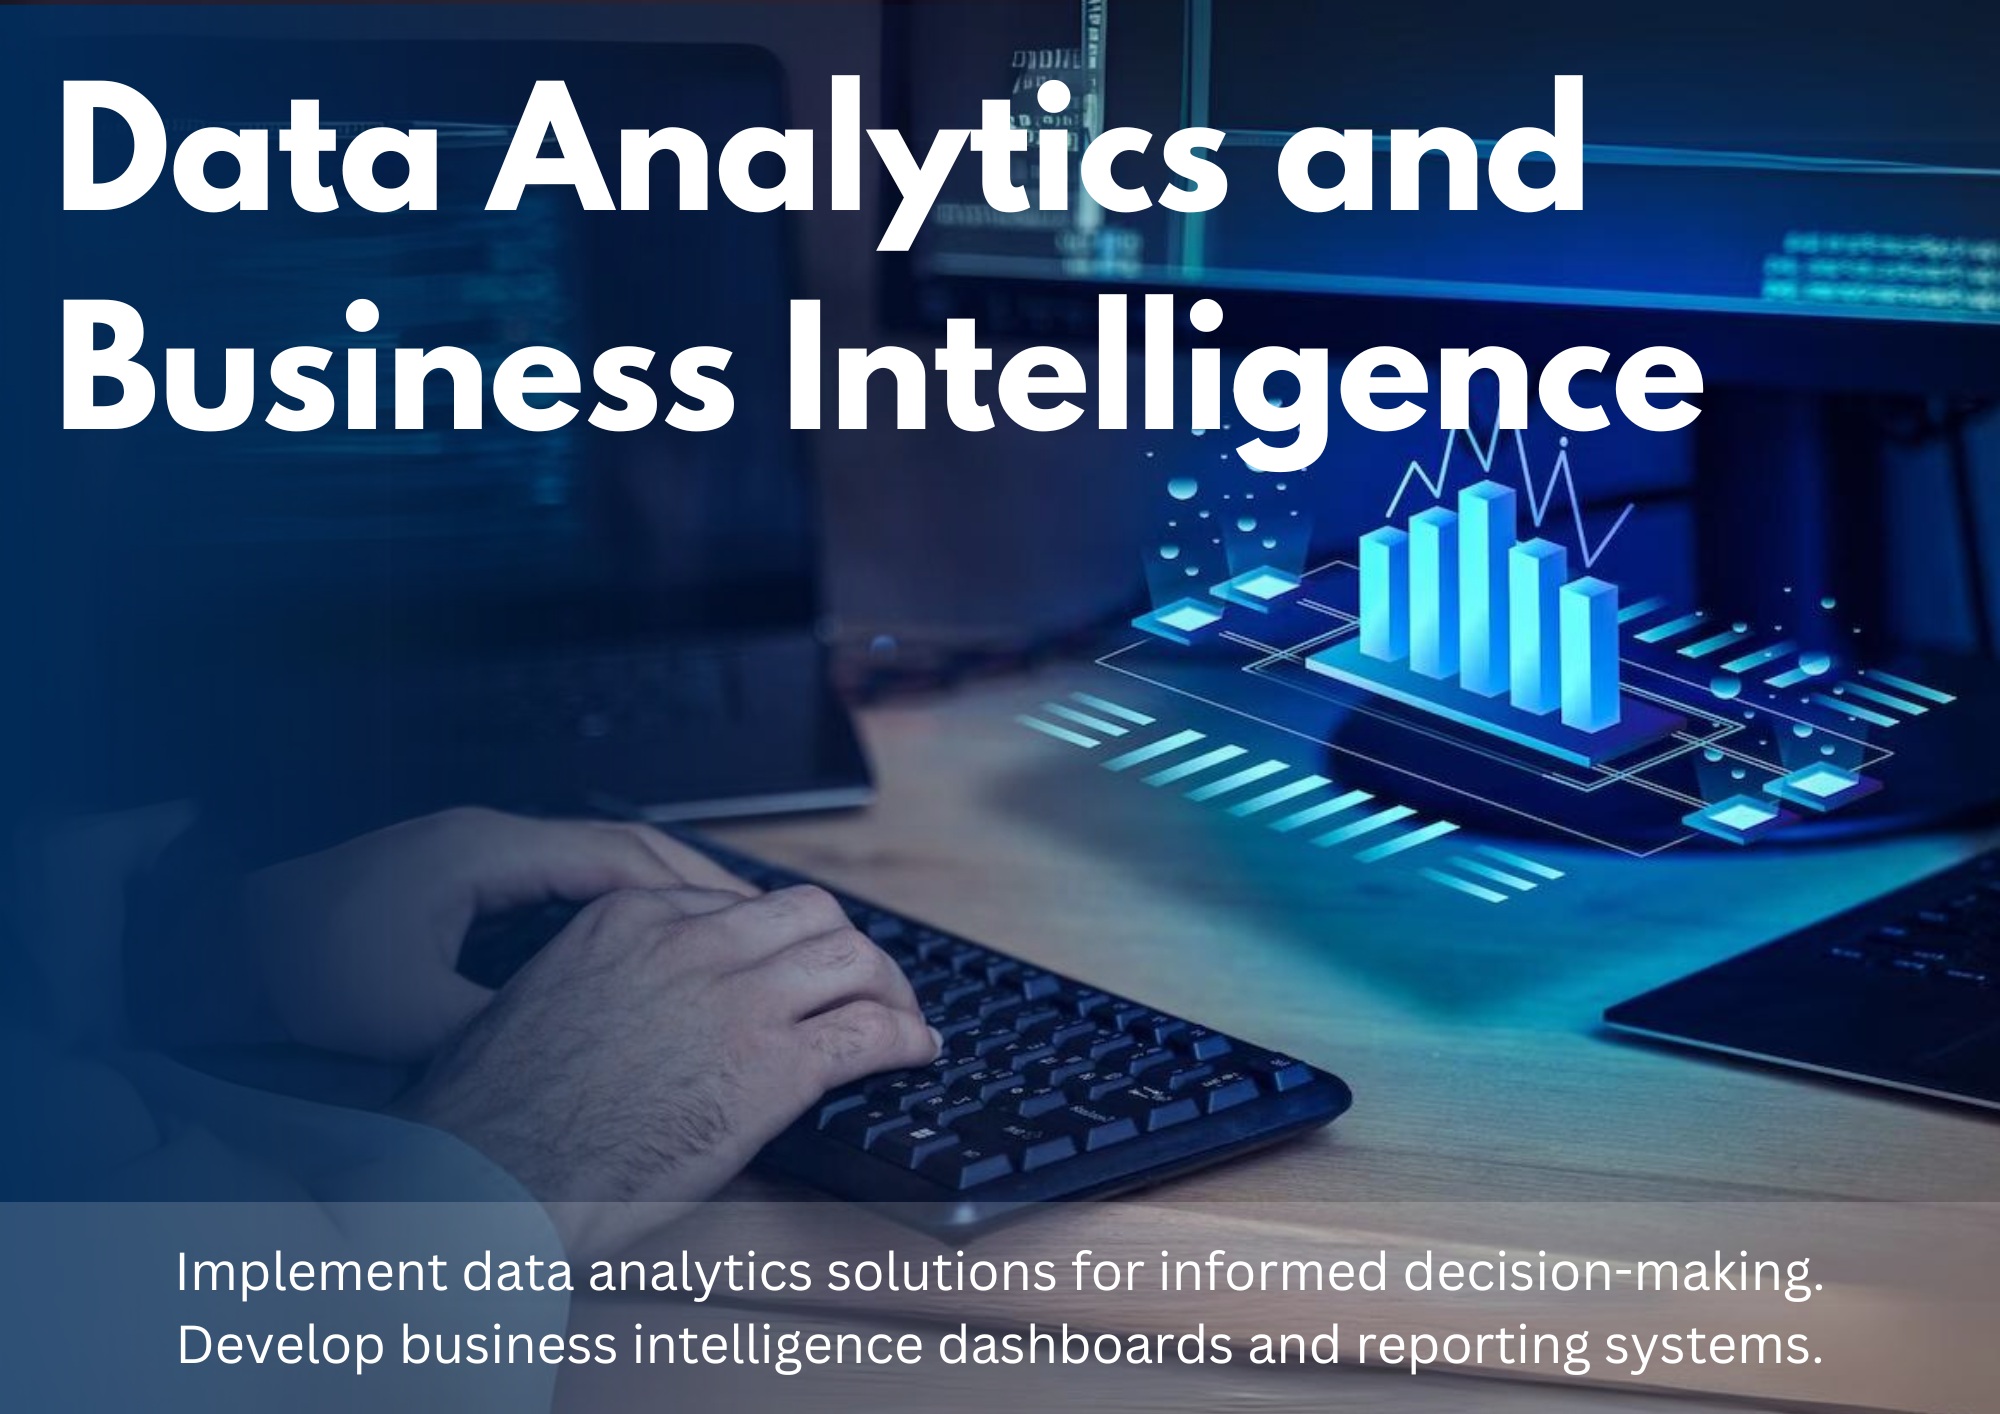 Data Analytics and
Business Intelligence
Implement data analytics solutions for informed decision-making.
Develop business intelligence dashboards and reporting systems.